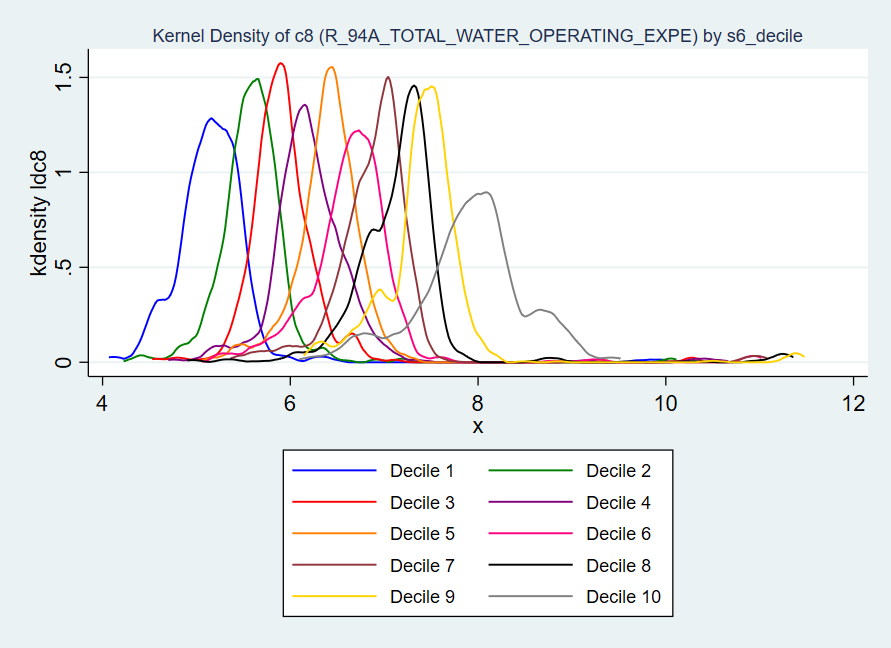 Kernel Density of c8 (R_94A_TOTAL_WATER_OPERATING_EXPE) by s6_decile
kdensity ldc8
1.5
1
.5
0
4 6 8 10 12
x
Decile 1 Decile 2
Decile 3 Decile 4
Decile 5 Decile 6
Decile 7 Decile 8
Decile 9 Decile 10